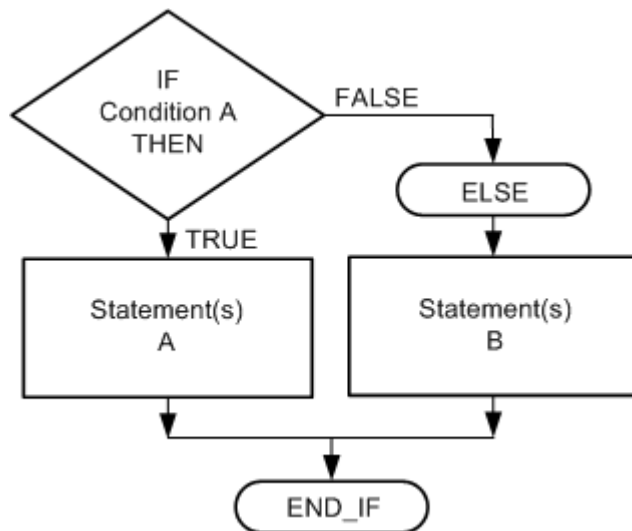 IF
Condition A
THEN
FALSE
ELSE
TRUE
Statement(s)
A
Statement(s)
B
END_IF